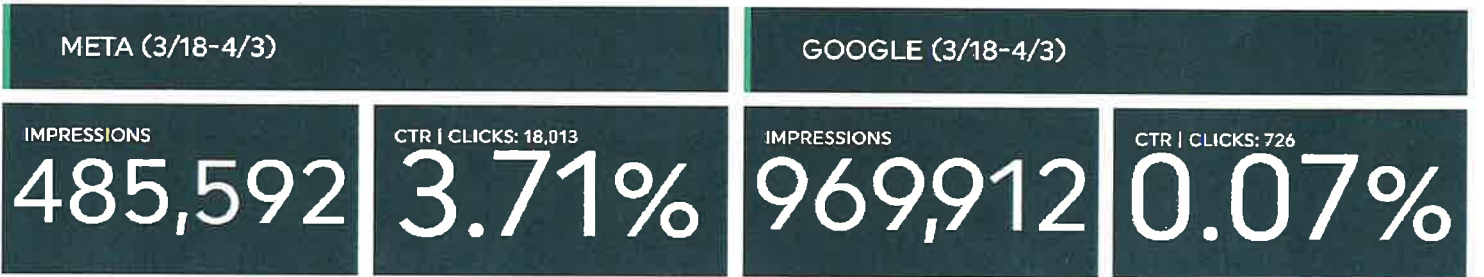 META (3/18-4/3)
GOOGLE (3/18-4/3)
IMPRESSIONS
485,592
CTR | CLICKS: 18,013
3.71%
IMPRESSIONS
969,912
CTR | CLICKS: 726
0.07%